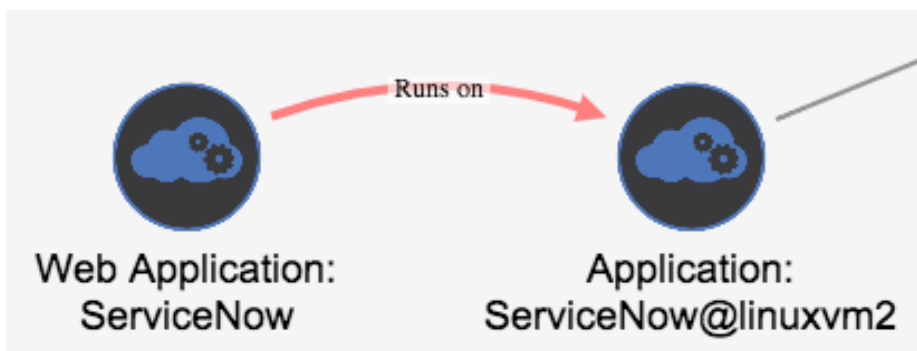 Runs on
Web Application:
ServiceNow
Application:
ServiceNow@linuxvm2